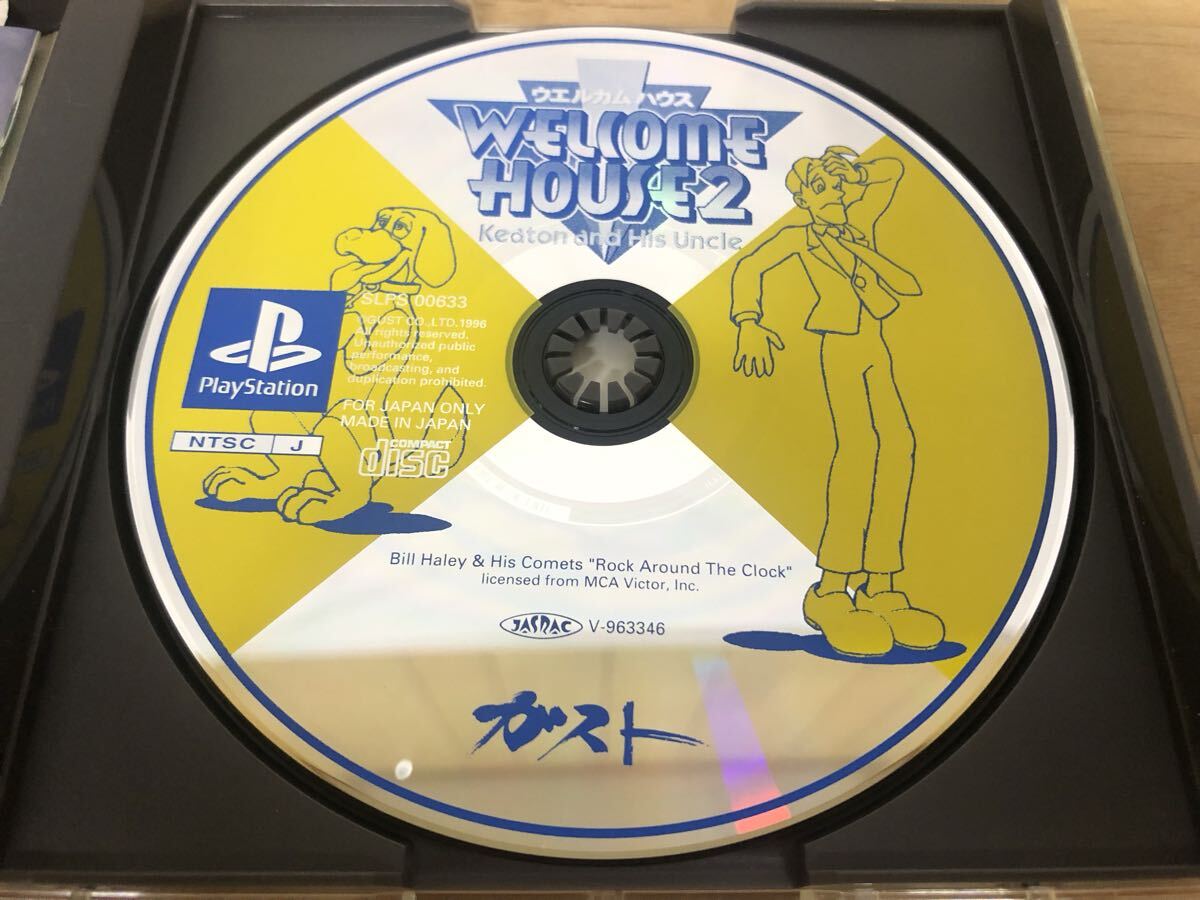 ウエルカム ハウス
WELCOME
HOUSE 2
Keaton and His Uncle
PlayStation
NTSC J
SLPS 00633
©GUST CO.,LTD.1996
All rights reserved.
Unauthorized public
performance,
broadcasting, and
duplication prohibited.
FOR JAPAN ONLY
MADE IN JAPAN
COMPACT
disc
Bill Haley & His Comets "Rock Around The Clock"
licensed from MCA Victor, Inc.
JASRAC V-963346
ガスト